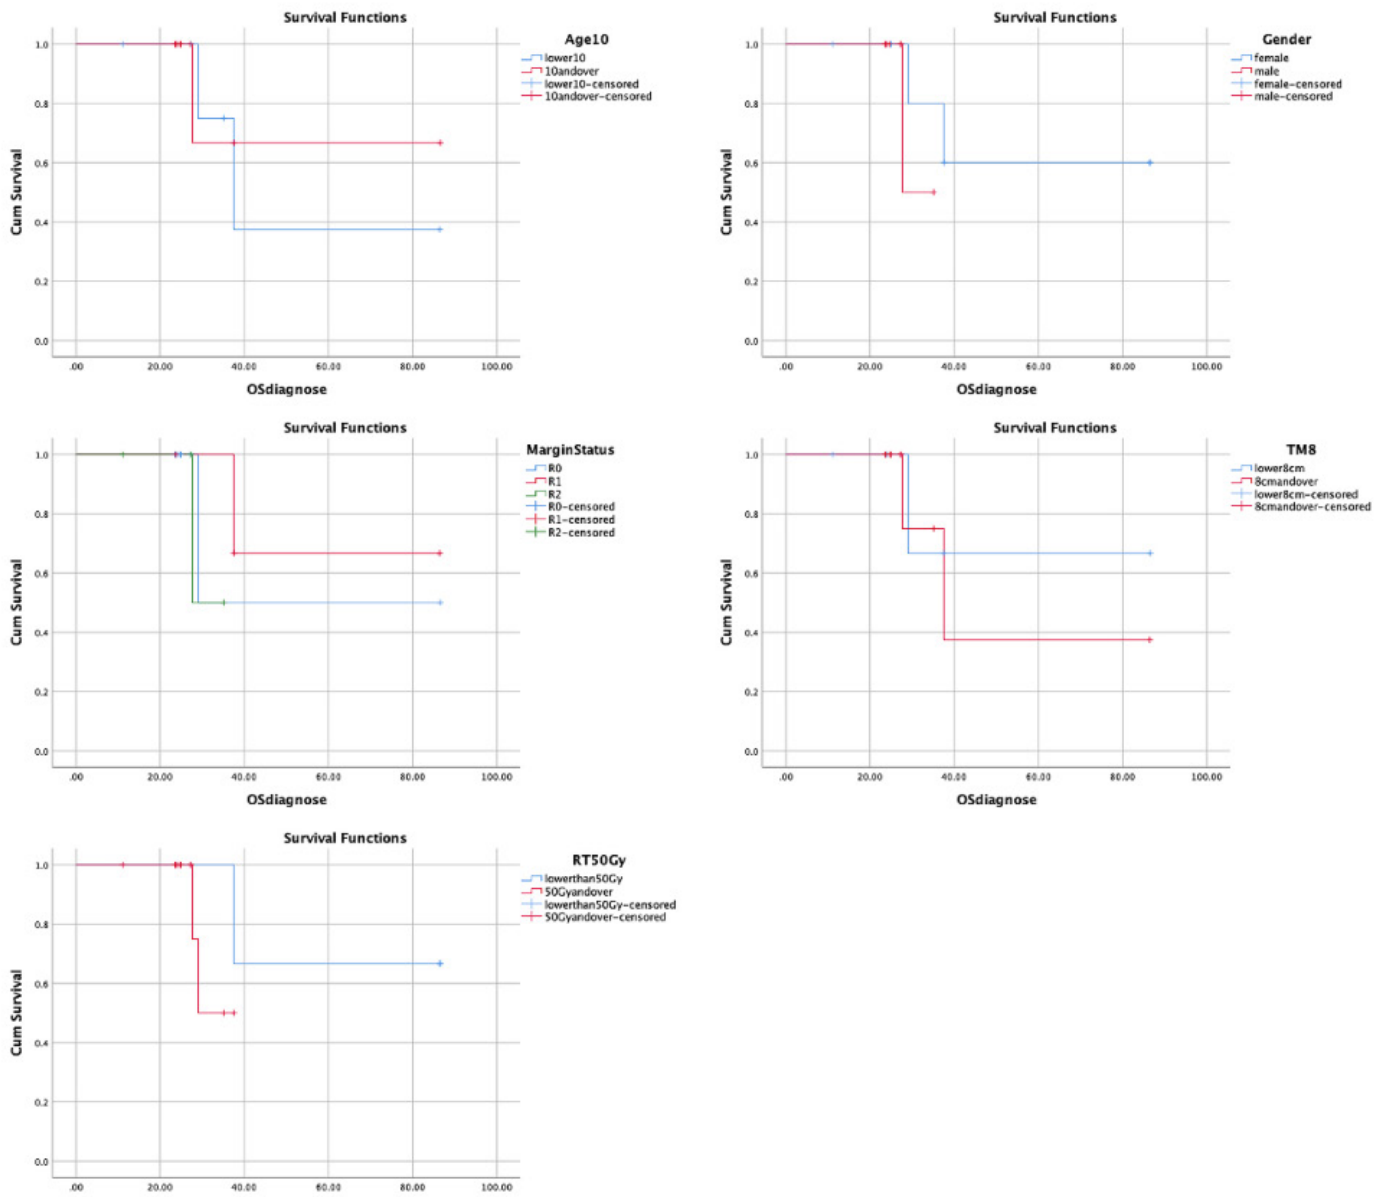 Survival Functions
Age10
lower10
10andover
lower10-censored
10andover-censored
1.0
0.8
0.6
0.4
0.2
0.0
Cum Survival
.00 20.00 40.00 60.00 80.00 100.00
OSdiagnose
Survival Functions
Gender
female
male
female-censored
male-censored
1.0
0.8
0.6
0.4
0.2
0.0
Cum Survival
.00 20.00 40.00 60.00 80.00 100.00
OSdiagnose
Survival Functions
MarginStatus
R0
R1
R2
R0-censored
R1-censored
R2-censored
1.0
0.8
0.6
0.4
0.2
0.0
Cum Survival
.00 20.00 40.00 60.00 80.00 100.00
OSdiagnose
Survival Functions
TM8
lower8cm
8cmandover
lower8cm-censored
8cmandover-censored
1.0
0.8
0.6
0.4
0.2
0.0
Cum Survival
.00 20.00 40.00 60.00 80.00 100.00
OSdiagnose
Survival Functions
RT50Gy
lowerthan50Gy
50Gyandover
lowerthan50Gy-censored
50Gyandover-censored
1.0
0.8
0.6
0.4
0.2
0.0
Cum Survival
.00 20.00 40.00 60.00 80.00 100.00